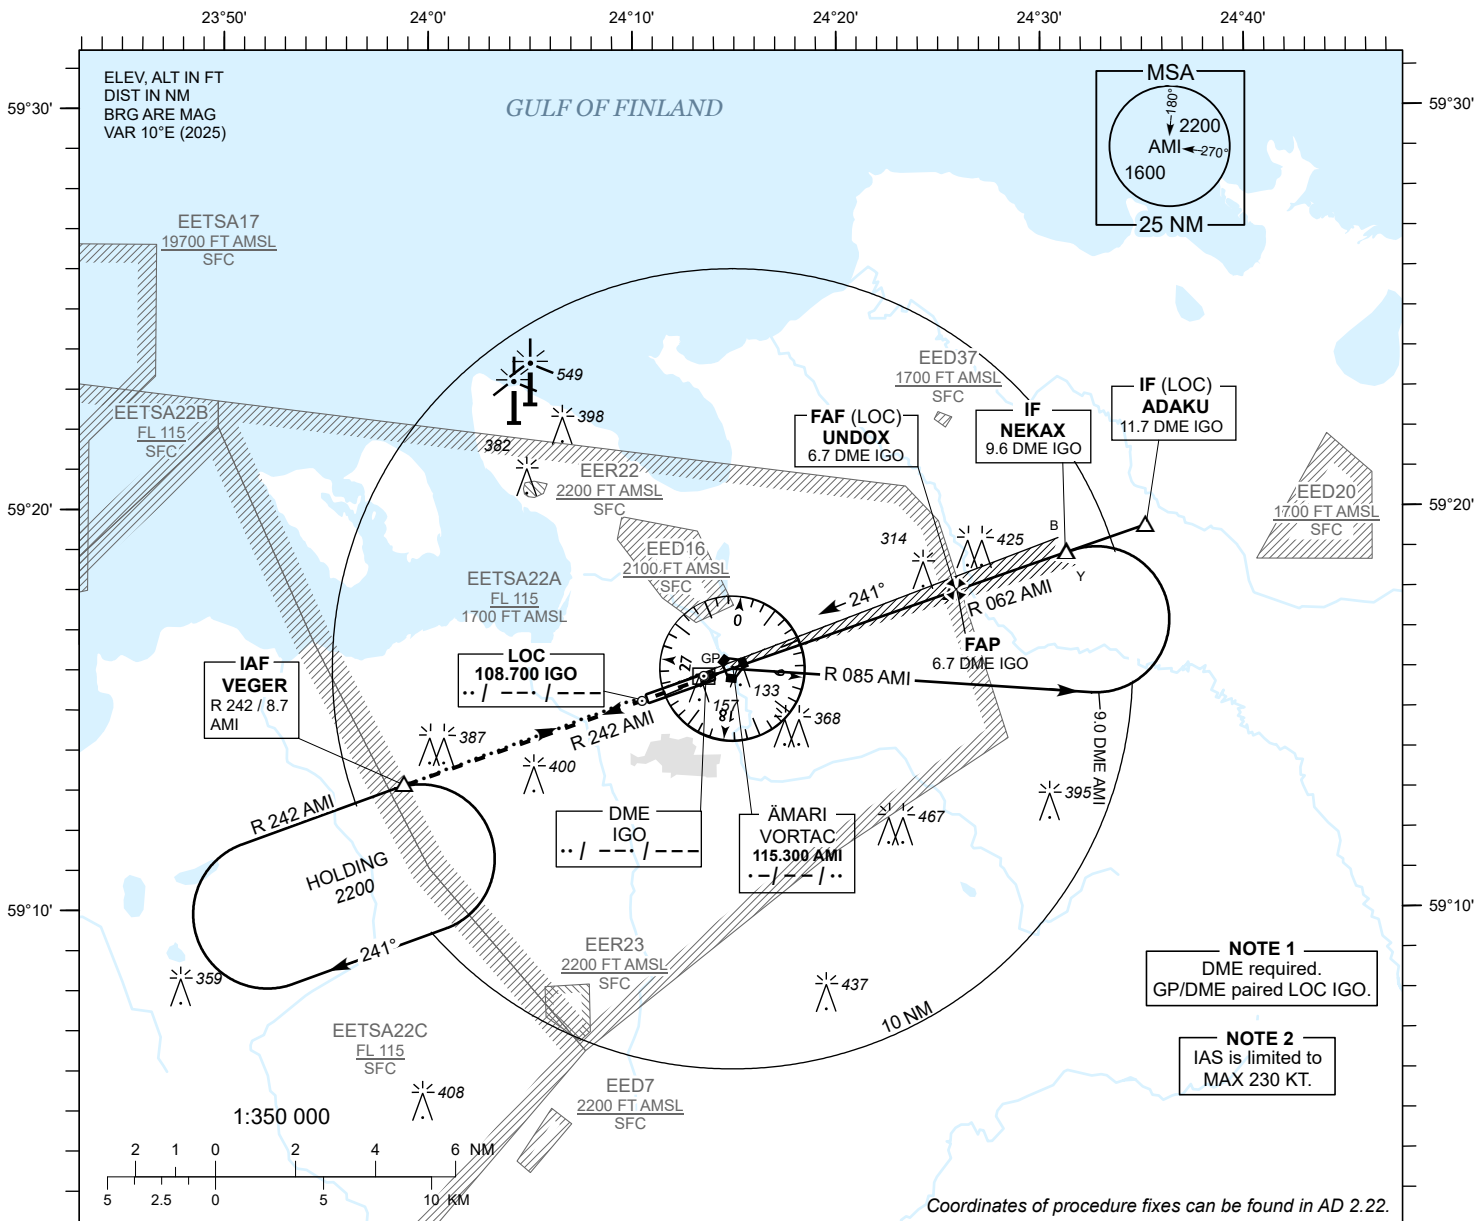 23°50'
24°0'
24°10'
24°20'
24°30'
24°40'
ELEV, ALT IN FT
DIST IN NM
BRG ARE MAG
VAR 10°E (2025)
GULF OF FINLAND
MSA
180°
2200
AMI
270°
1600
25 NM
59°30'
59°30'
EETSA17
19700 FT AMSL
SFC
549
398
382
EETSA22B
FL 115
SFC
EER22
2200 FT AMSL
SFC
EED37
1700 FT AMSL
SFC
FAF (LOC)
UNDOX
6.7 DME IGO
IF
NEKAX
9.6 DME IGO
IF (LOC)
ADAKU
11.7 DME IGO
EED20
1700 FT AMSL
SFC
59°20'
59°20'
EED16
2100 FT AMSL
SFC
314
425
B
Y
EETSA22A
FL 115
1700 FT AMSL
241°
R 062 AMI
0
9
18
27
GP
FAP
6.7 DME IGO
R 085 AMI
LOC
108.700 IGO
·· / — —· / — — —
IAF
VEGER
R 242 / 8.7
AMI
133
157
368
R 242 AMI
387
400
9.0 DME AMI
395
R 242 AMI
DME
IGO
·· / — —· / — — —
ÄMARI
VORTAC
115.300 AMI
· — / — — / ··
467
HOLDING
2200
59°10'
59°10'
241°
359
EER23
2200 FT AMSL
SFC
437
10 NM
NOTE 1
DME required.
GP/DME paired LOC IGO.
NOTE 2
IAS is limited to
MAX 230 KT.
EETSA22C
FL 115
SFC
408
EED7
2200 FT AMSL
SFC
1:350 000
2 1 0 2 4 6 NM
5 2.5 0 5 10 KM
Coordinates of procedure fixes can be found in AD 2.22.